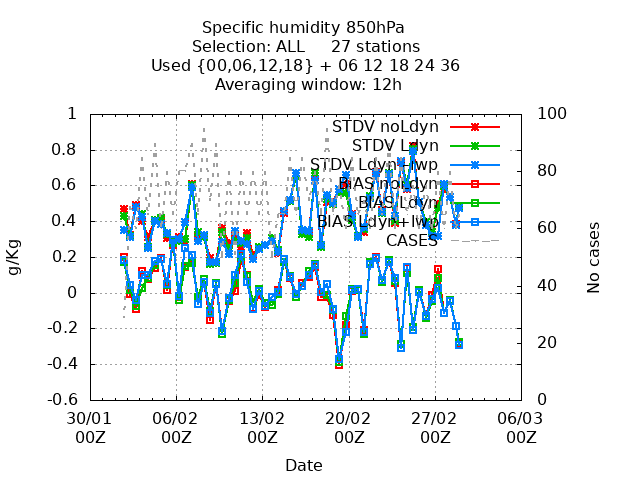 Specific humidity 850hPa
Selection: ALL 27 stations
Used {00,06,12,18} + 06 12 18 24 36
Averaging window: 12h
STDV noLdyn
STDV Ldyn
STDV Ldyn+lwp
BIAS noLdyn
BIAS Ldyn
BIAS Ldyn+lwp
CASES
1
0.8
0.6
0.4
0.2
0
-0.2
-0.4
-0.6
g/Kg
100
80
60
40
20
0
No cases
30/01 06/02 13/02 20/02 27/02 06/03
00Z 00Z 00Z 00Z 00Z 00Z
Date